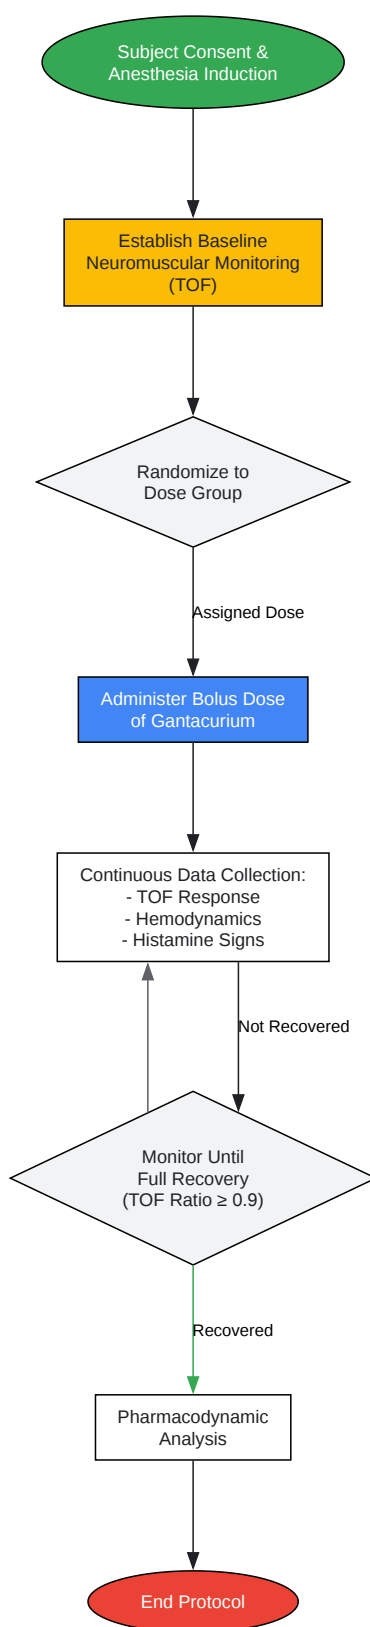 Subject Consent &
Anesthesia Induction
Establish Baseline
Neuromuscular Monitoring
(TOF)
Randomize to
Dose Group
Assigned Dose
Administer Bolus Dose
of Gantacurium
Continuous Data Collection:
- TOF Response
- Hemodynamics
- Histamine Signs
Not Recovered
Monitor Until
Full Recovery
(TOF Ratio ≥ 0.9)
Recovered
Pharmacodynamic
Analysis
End Protocol